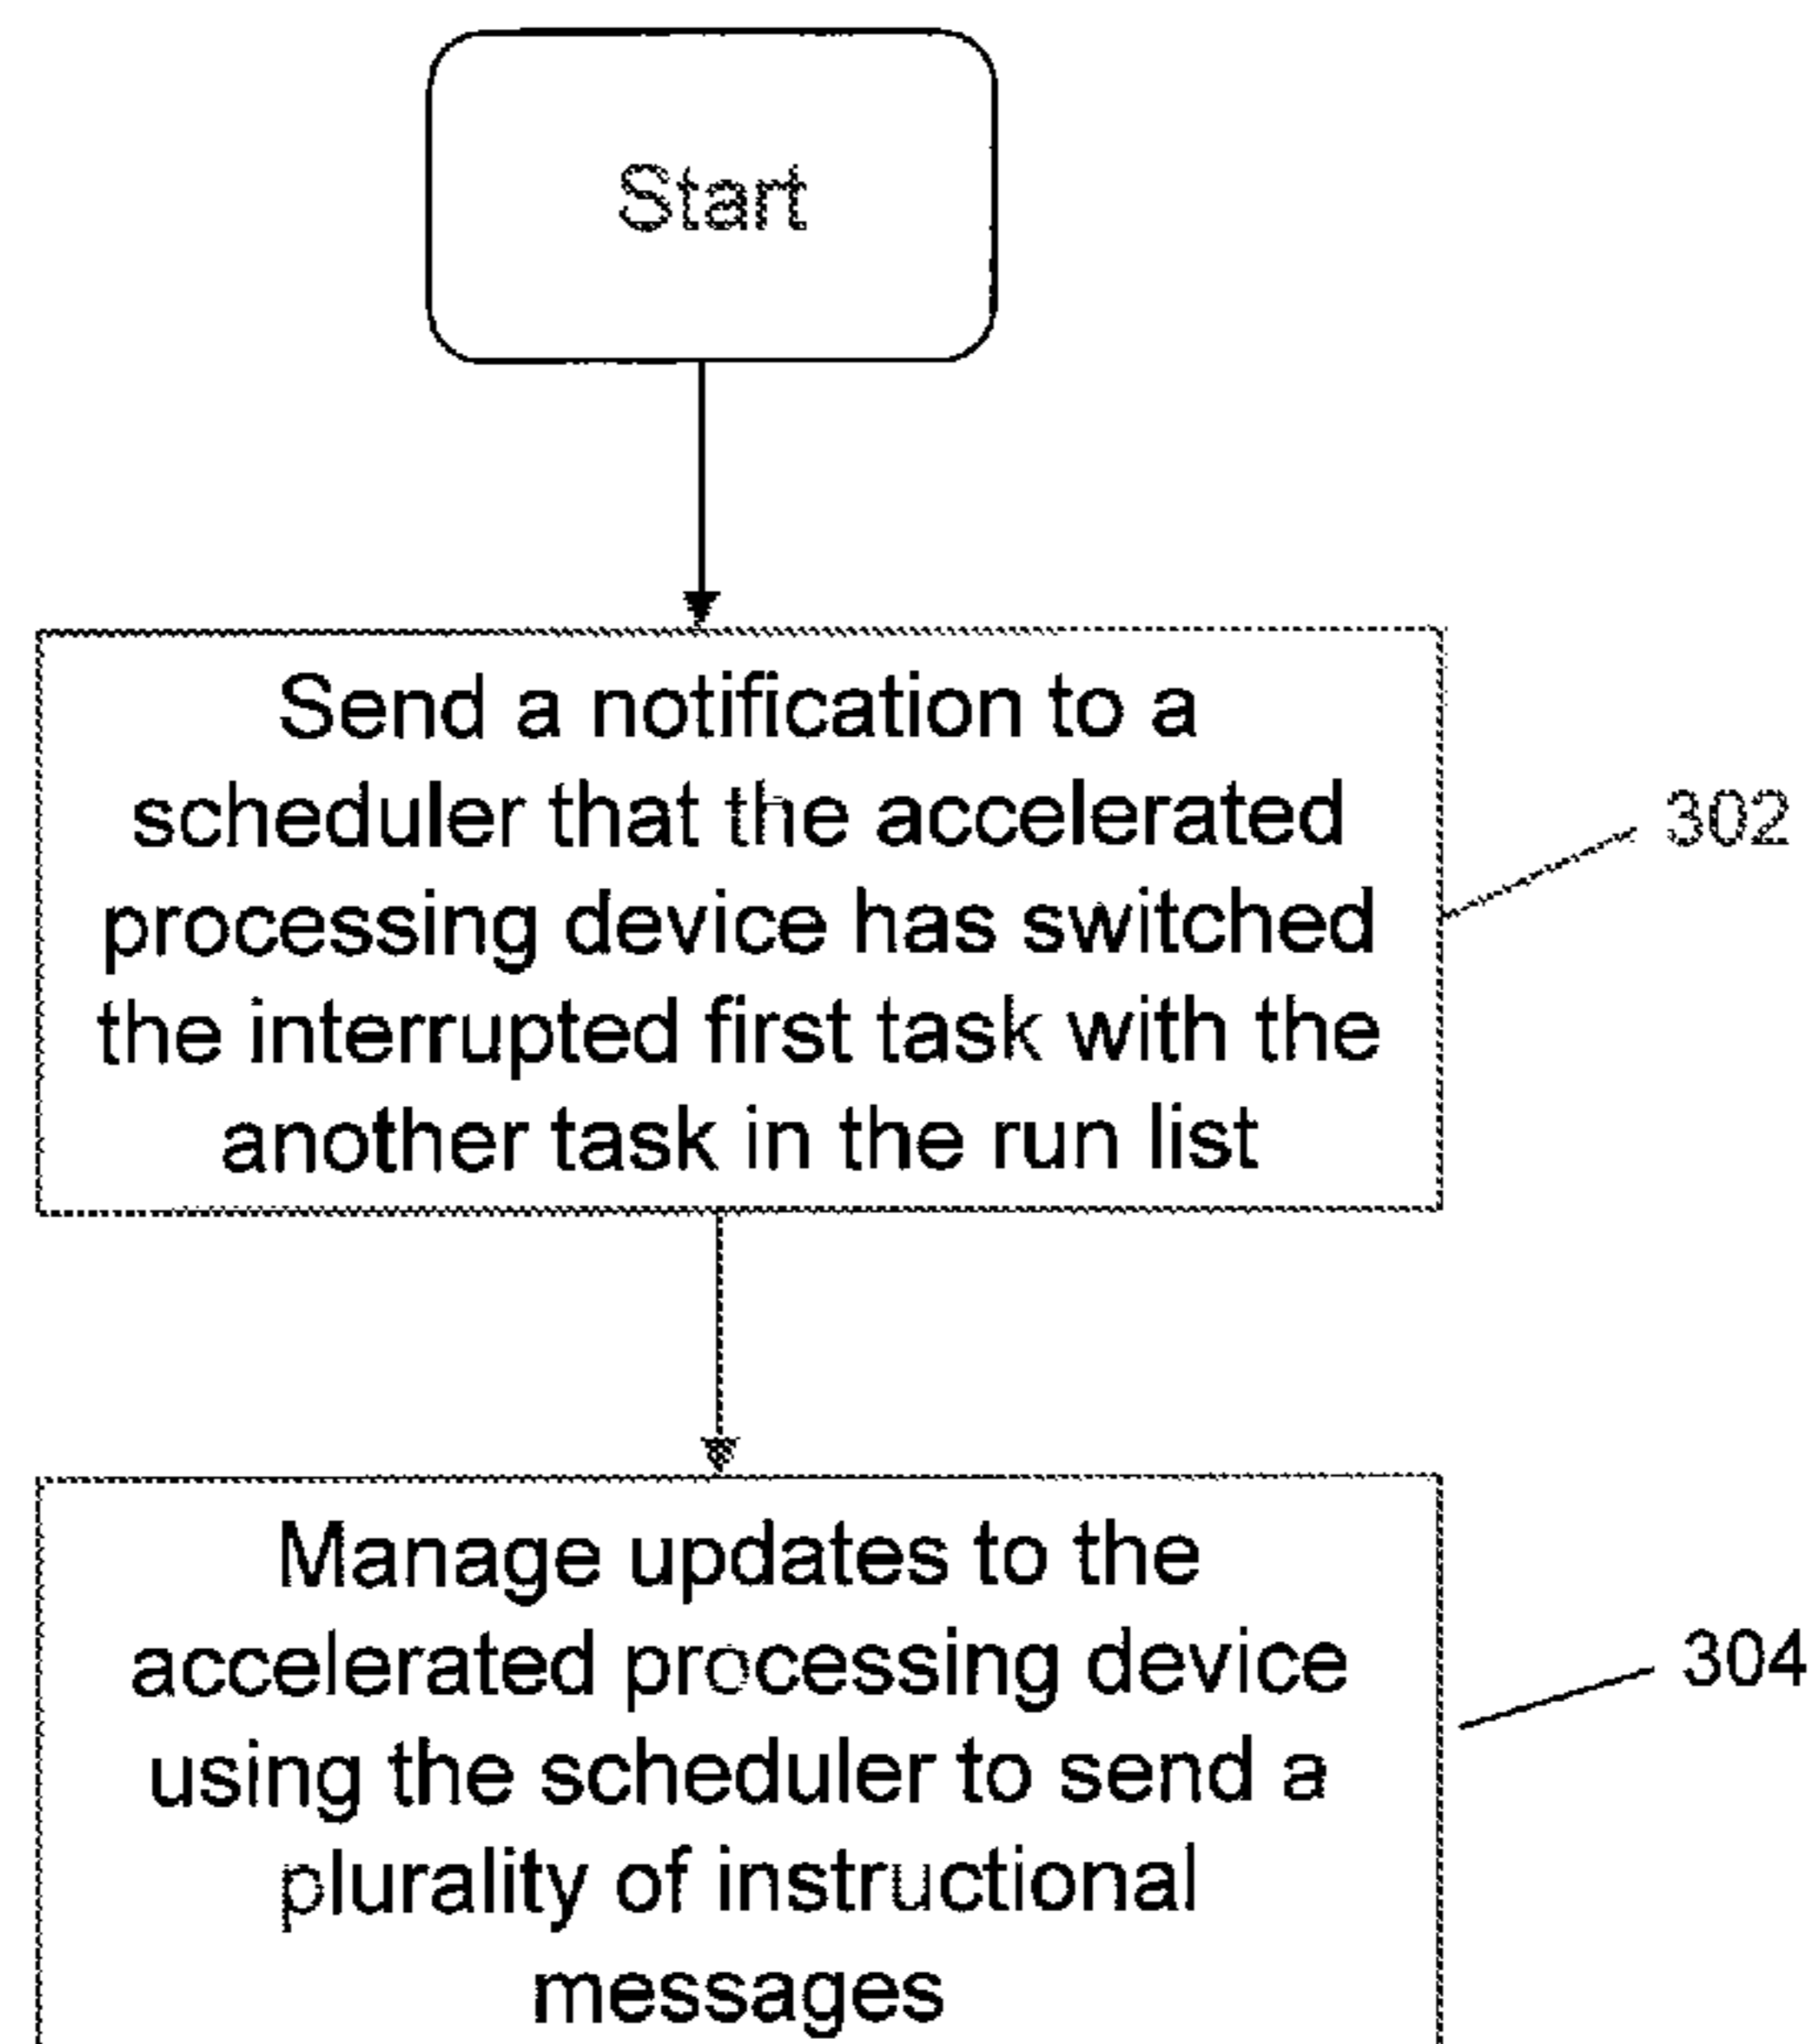 Start
Send a notification to a
scheduler that the accelerated
processing device has switched
the interrupted first task with the
another task in the run list
302
Manage updates to the
accelerated processing device
using the scheduler to send a
plurality of instructional
messages
304